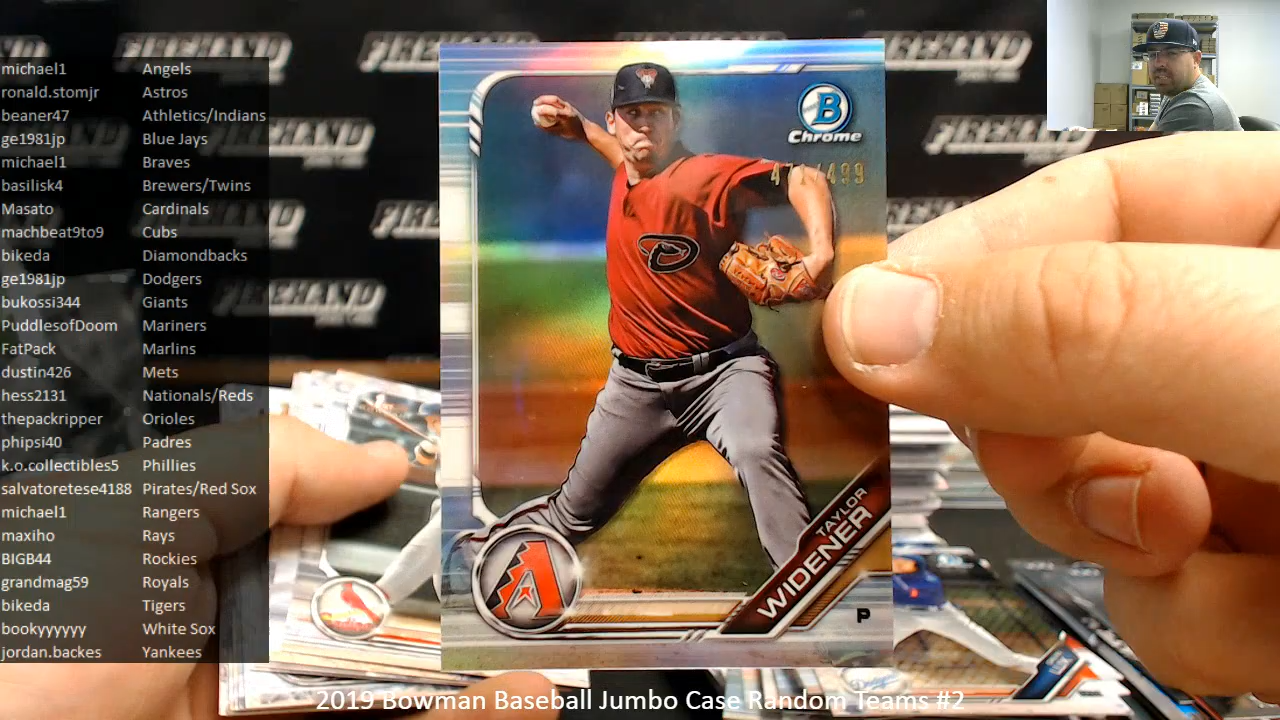 michael1 Angels
ronald.stomjr Astros
beaner47 Athletics/Indians
ge1981jp Blue Jays
michael1 Braves
basilisk4 Brewers/Twins
Masato Cardinals
machbeat9to9 Cubs
bikeda Diamondbacks
ge1981jp Dodgers
bukossi344 Giants
PuddlesofDoom Mariners
FatPack Marlins
dustin426 Mets
hess2131 Nationals/Reds
thepackripper Orioles
phipsi40 Padres
k.o.collectibles5 Phillies
salvatoretese4188 Pirates/Red Sox
michael1 Rangers
maxiho Rays
BIGB44 Rockies
grandmag59 Royals
bikeda Tigers
bookyyyyyy White Sox
jordan.backes Yankees
B
Chrome
/499
TAYLOR
WIDENER
P
A
FIREHAND
2019 Bowman Baseball Jumbo Case Random Teams #2